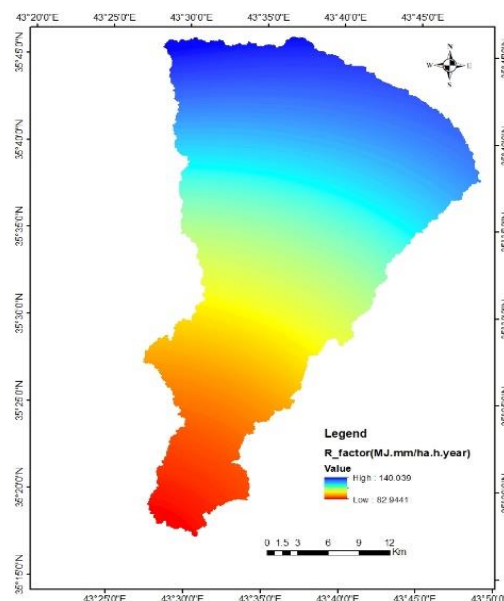 43°20'0"E 43°25'0"E 43°30'0"E 43°35'0"E 43°40'0"E 43°45'0"E
N
W E
S
35°45'0"N
35°40'0"N
35°35'0"N
35°30'0"N
35°25'0"N
35°20'0"N
35°15'0"N
Legend
R_factor(MJ.mm/ha.h.year)
Value
High : 140.039
Low : 82.9441
0 1.5 3 6 9 12
Km
43°25'0"E 43°30'0"E 43°35'0"E 43°40'0"E 43°45'0"E 43°50'0"E